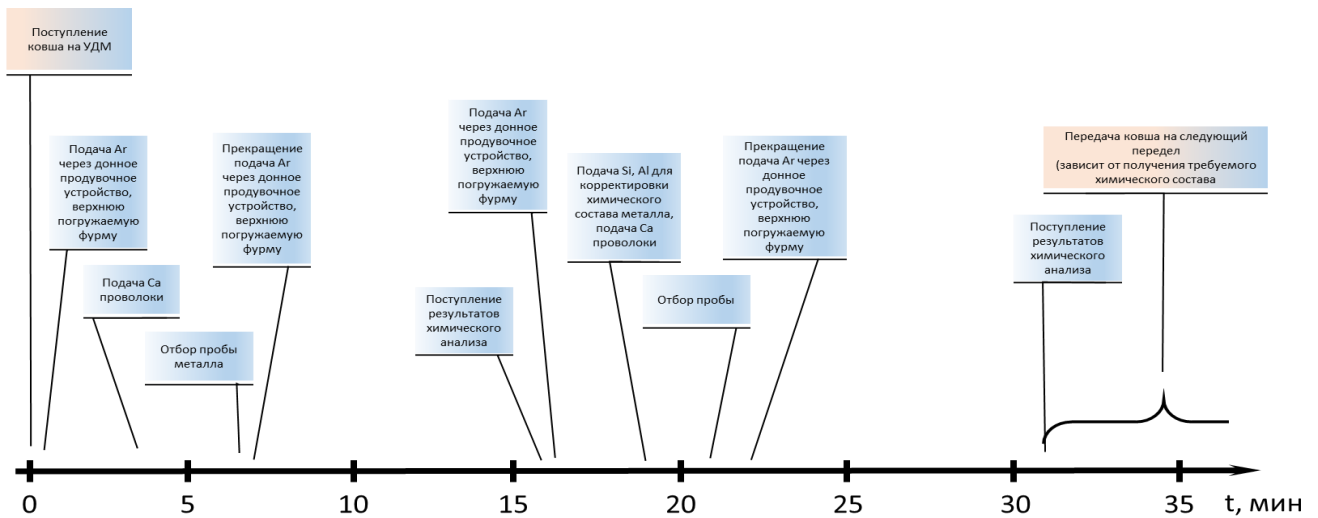 Поступление
ковша на УДМ
Подача Ar
через донное
продувочное
устройство,
верхнюю
погружаемую
фурму
Подача Са
проволоки
Отбор пробы
металла
Прекращение
подача Ar
через донное
продувочное
устройство,
верхнюю
погружаемую
фурму
Поступление
результатов
химического
анализа
Подача Ar
через донное
продувочное
устройство,
верхнюю
погружаемую
фурму
Подача Si, Al для
корректировки
химического
состава металла,
подача Са
проволоки
Отбор пробы
Прекращение
подача Ar через
донное
продувочное
устройство,
верхнюю
погружаемую
фурму
Поступление
результатов
химического
анализа
Передача ковша на следующий
передел
(зависит от получения требуемого
химического состава
0 5 10 15 20 25 30 35 t, мин